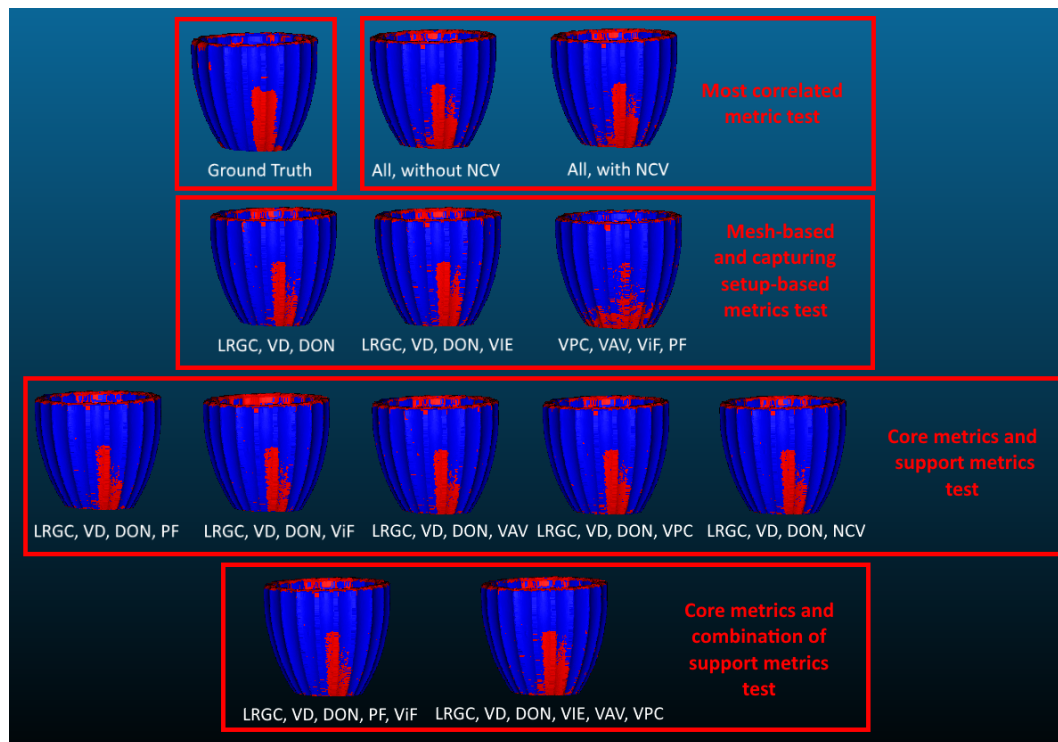 Ground Truth
All, without NCV
All, with NCV
Most correlated
metric test
LRGC, VD, DON
LRGC, VD, DON, VIE
VPC, VAV, ViF, PF
Mesh-based
and capturing
setup-based
metrics test
LRGC, VD, DON, PF
LRGC, VD, DON, ViF
LRGC, VD, DON, VAV
LRGC, VD, DON, VPC
LRGC, VD, DON, NCV
Core metrics and
support metrics
test
LRGC, VD, DON, PF, ViF
LRGC, VD, DON, VIE, VAV, VPC
Core metrics and
combination of
support metrics
test